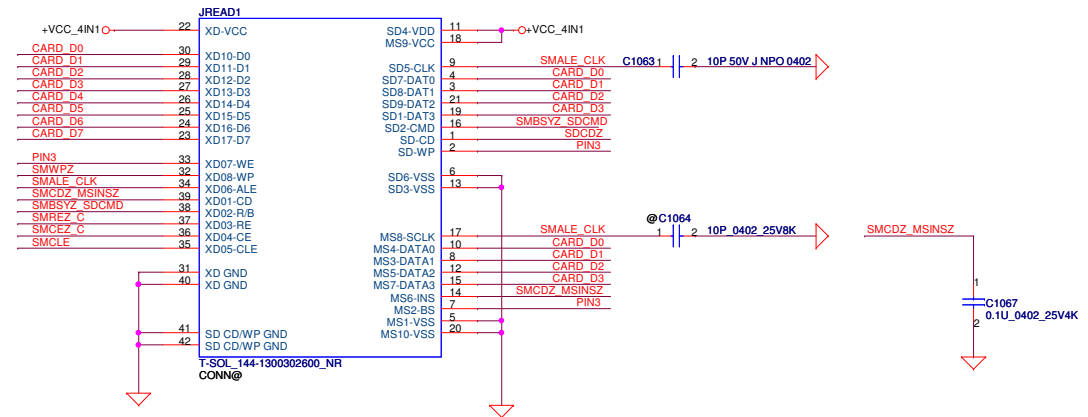 JREAD1
+VCC_4IN1 22 XD-VCC SD4-VDD 11 +VCC_4IN1
MS9-VCC 18
CARD_D0 30 XD10-D0 SD5-CLK 9 SMALE_CLK C1063 1 2 10P 50V J NPO 0402
CARD_D1 29 XD11-D1 SD7-DAT0 4 CARD_D0
CARD_D2 28 XD12-D2 SD8-DAT1 3 CARD_D1
CARD_D3 27 XD13-D3 SD9-DAT2 21 CARD_D2
CARD_D4 26 XD14-D4 SD1-DAT3 19 CARD_D3
CARD_D5 25 XD15-D5 SD2-CMD 16 SMBSYZ_SDCMD
CARD_D6 24 XD16-D6 SD-CD 1 SDCDZ
CARD_D7 23 XD17-D7 SD-WP 2 PIN3
PIN3 33 XD07-WE
SMWPZ 32 XD08-WP SD6-VSS 6
SMALE_CLK 34 XD06-ALE SD3-VSS 13
SMCDZ_MSINSZ 39 XD01-CD
SMBSYZ_SDCMD 38 XD02-R/B
SMREZ_C 37 XD03-RE
SMCEZ_C 36 XD04-CE MS8-SCLK 17 SMALE_CLK @C1064 1 2 10P_0402_25V8K SMCDZ_MSINSZ
SMCLE 35 XD05-CLE MS4-DATA0 10 CARD_D0
MS3-DATA1 8 CARD_D1
31 XD GND MS5-DATA2 12 CARD_D2
40 XD GND MS7-DATA3 15 CARD_D3
MS6-INS 14 SMCDZ_MSINSZ
MS2-BS 7 PIN3
MS1-VSS 5
41 SD CD/WP GND MS10-VSS 20
42 SD CD/WP GND
1
C1067
0.1U_0402_25V4K
2
T-SOL_144-1300302600_NR
CONN@